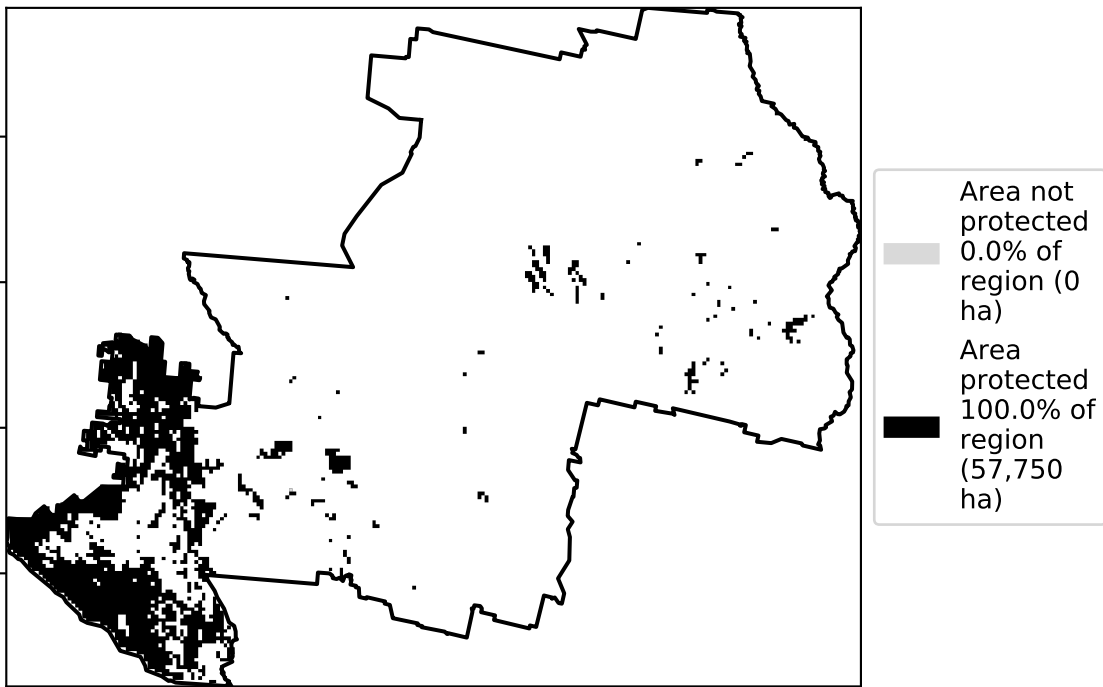 Area not
protected
0.0% of
region (0
ha)
Area
protected
100.0% of
region
(57,750
ha)